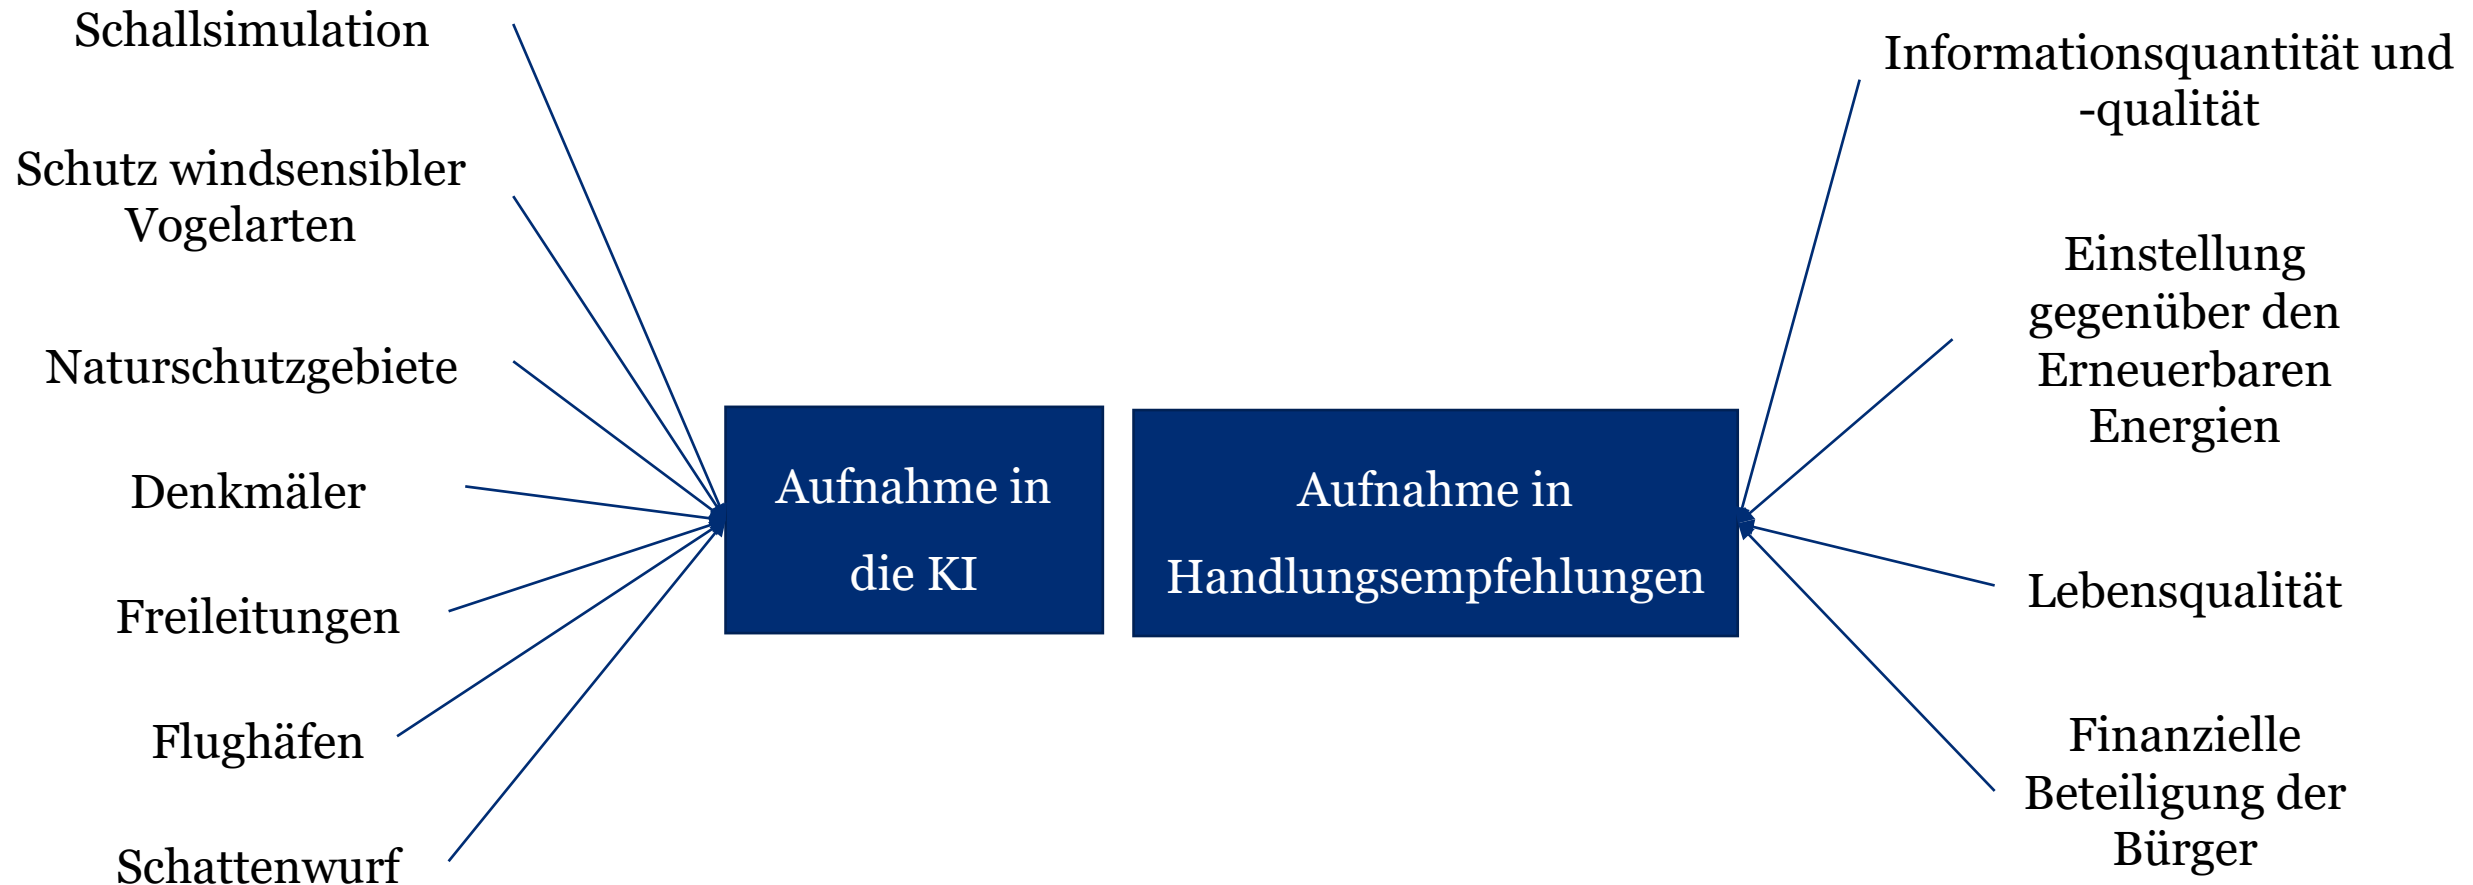 Schallsimulation
Schutz windsensibler
Vogelarten
Naturschutzgebiete
Denkmäler
Freileitungen
Flughäfen
Schattenwurf
Aufnahme in
die KI
Aufnahme in
Handlungsempfehlungen
Informationsquantität und
-qualität
Einstellung
gegenüber den
Erneuerbaren
Energien
Lebensqualität
Finanzielle
Beteiligung der
Bürger